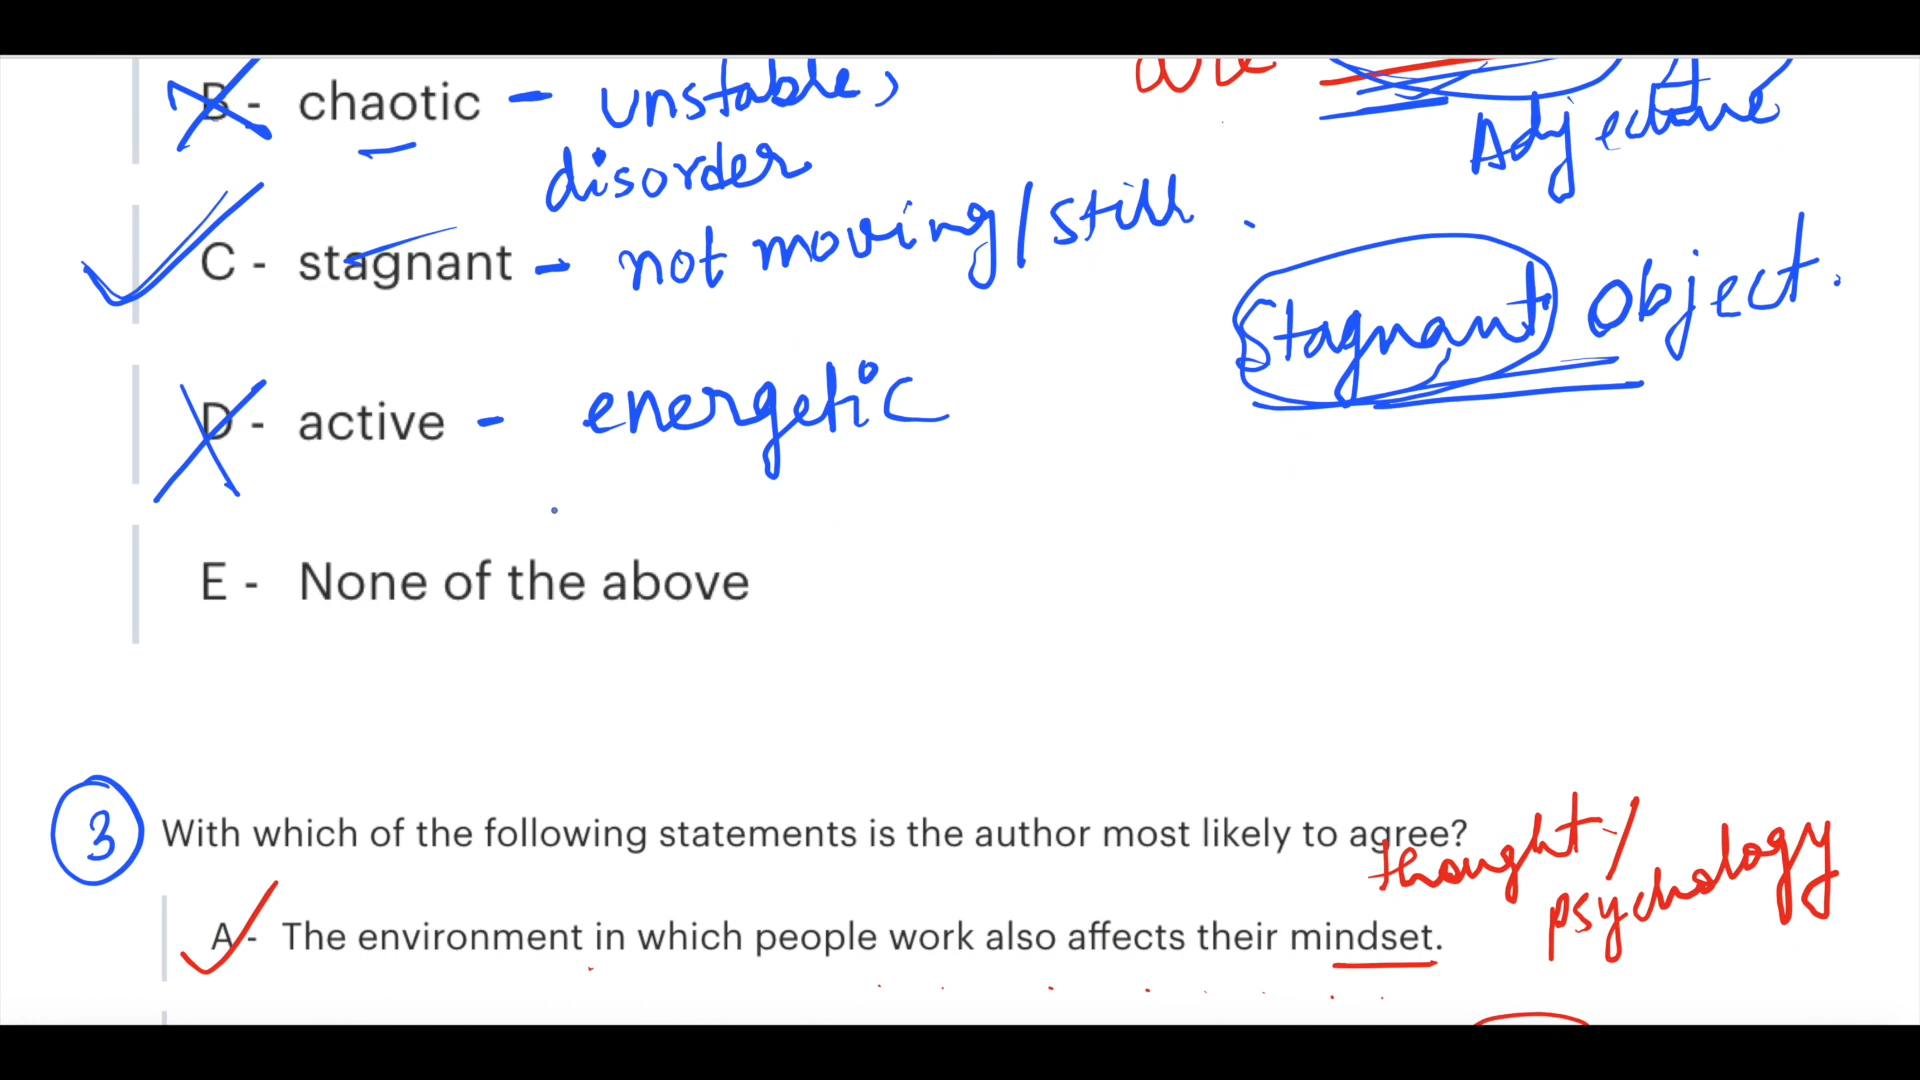 B - chaotic - unstable,
disorder
are
Adjective
C - stagnant - not moving/still.
Stagnant object.
D - active - energetic
E - None of the above
3 With which of the following statements is the author most likely to agree?
thought/
psychology
A - The environment in which people work also affects their mindset.